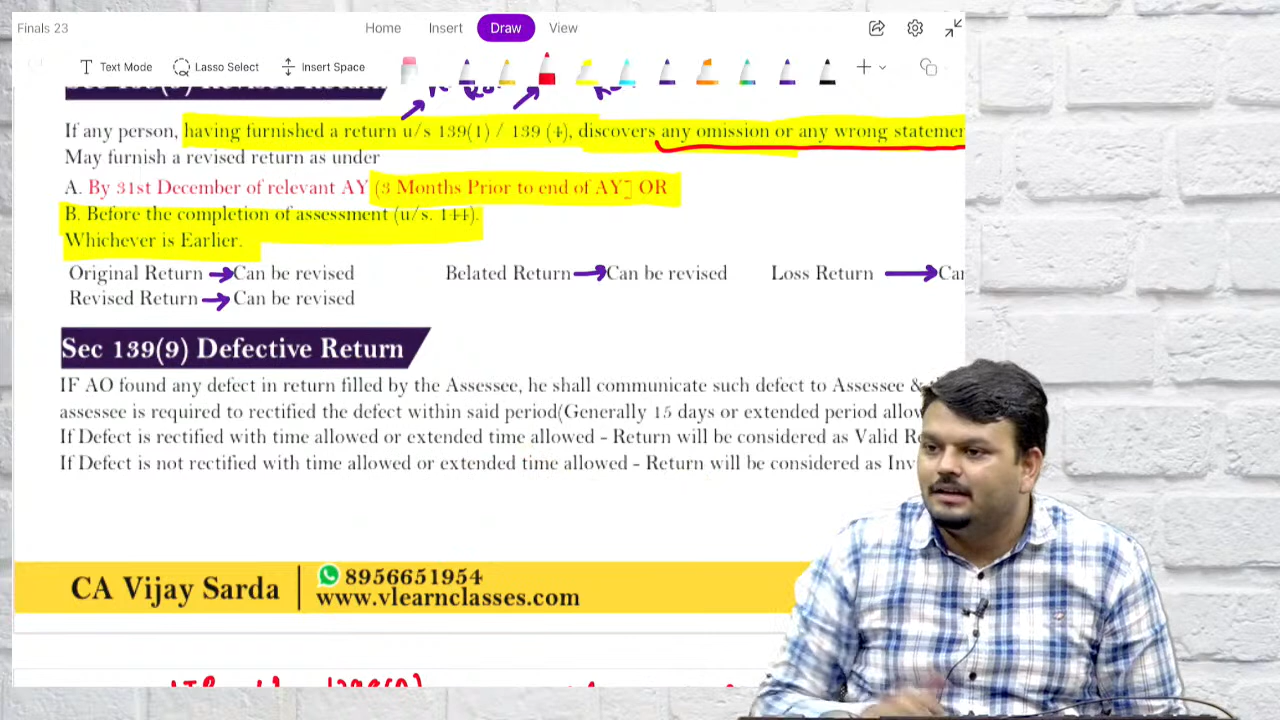 Finals 23
Home Insert Draw View
Text Mode Lasso Select Insert Space
If any person, having furnished a return u/s 139(1) / 139 (4), discovers any omission or any wrong
May furnish a revised return as under
A. By 31st December of relevant AY (3 Months Prior to end of AY] OR
B. Before the completion of assessment (u/s. 144).
Whichever is Earlier.
Original Return Can be revised Belated Return Can be revised Loss Return
Revised Return Can be revised
Sec 139(9) Defective Return
IF AO found any defect in return filled by the Assessee, he shall communicate such defect to Assessee &
assessee is required to rectified the defect within said period(Generally 15 days or extended period
If Defect is rectified with time allowed or extended time allowed - Return will be considered as Valid
If Defect is not rectified with time allowed or extended time allowed - Return will be considered as
CA Vijay Sarda
8956651954
www.vlearnclasses.com